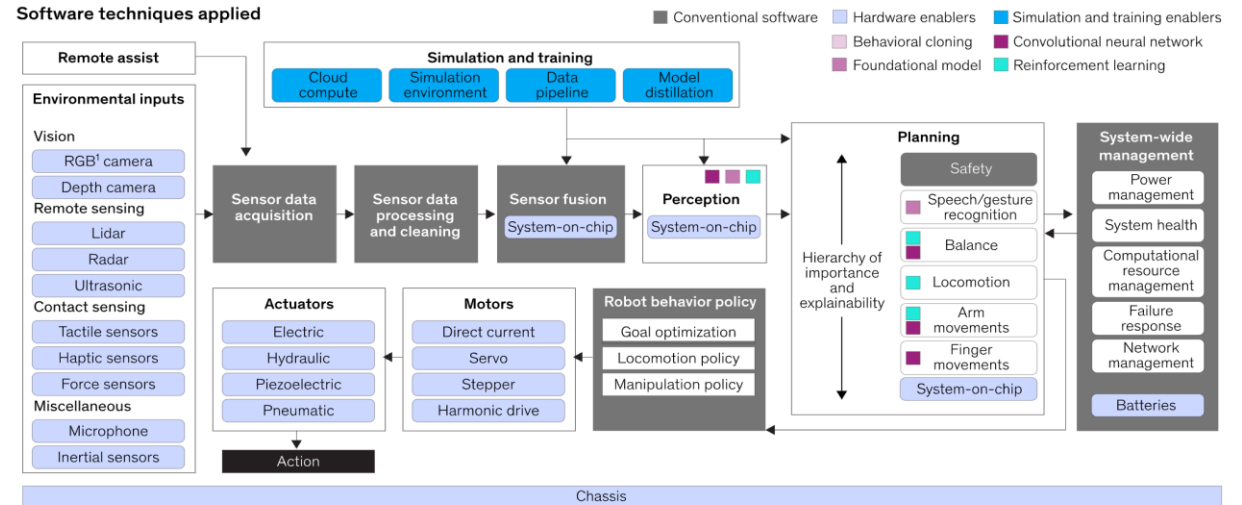 Software techniques applied
Conventional software
Hardware enablers
Simulation and training enablers
Behavioral cloning
Convolutional neural network
Foundational model
Reinforcement learning
Remote assist
Simulation and training
Cloud
compute
Simulation
environment
Data
pipeline
Model
distillation
Environmental inputs
Vision
RGB¹ camera
Depth camera
Remote sensing
Lidar
Radar
Ultrasonic
Contact sensing
Tactile sensors
Haptic sensors
Force sensors
Miscellaneous
Microphone
Inertial sensors
Sensor data
acquisition
Sensor data
processing
and cleaning
Sensor fusion
System-on-chip
Perception
System-on-chip
Planning
Hierarchy of
importance
and
explainability
Safety
Speech/gesture
recognition
Balance
Locomotion
Arm
movements
Finger
movements
System-on-chip
System-wide
management
Power
management
System health
Computational
resource
management
Failure
response
Network
management
Batteries
Actuators
Electric
Hydraulic
Piezoelectric
Pneumatic
Motors
Direct current
Servo
Stepper
Harmonic drive
Robot behavior policy
Goal optimization
Locomotion policy
Manipulation policy
Action
Chassis